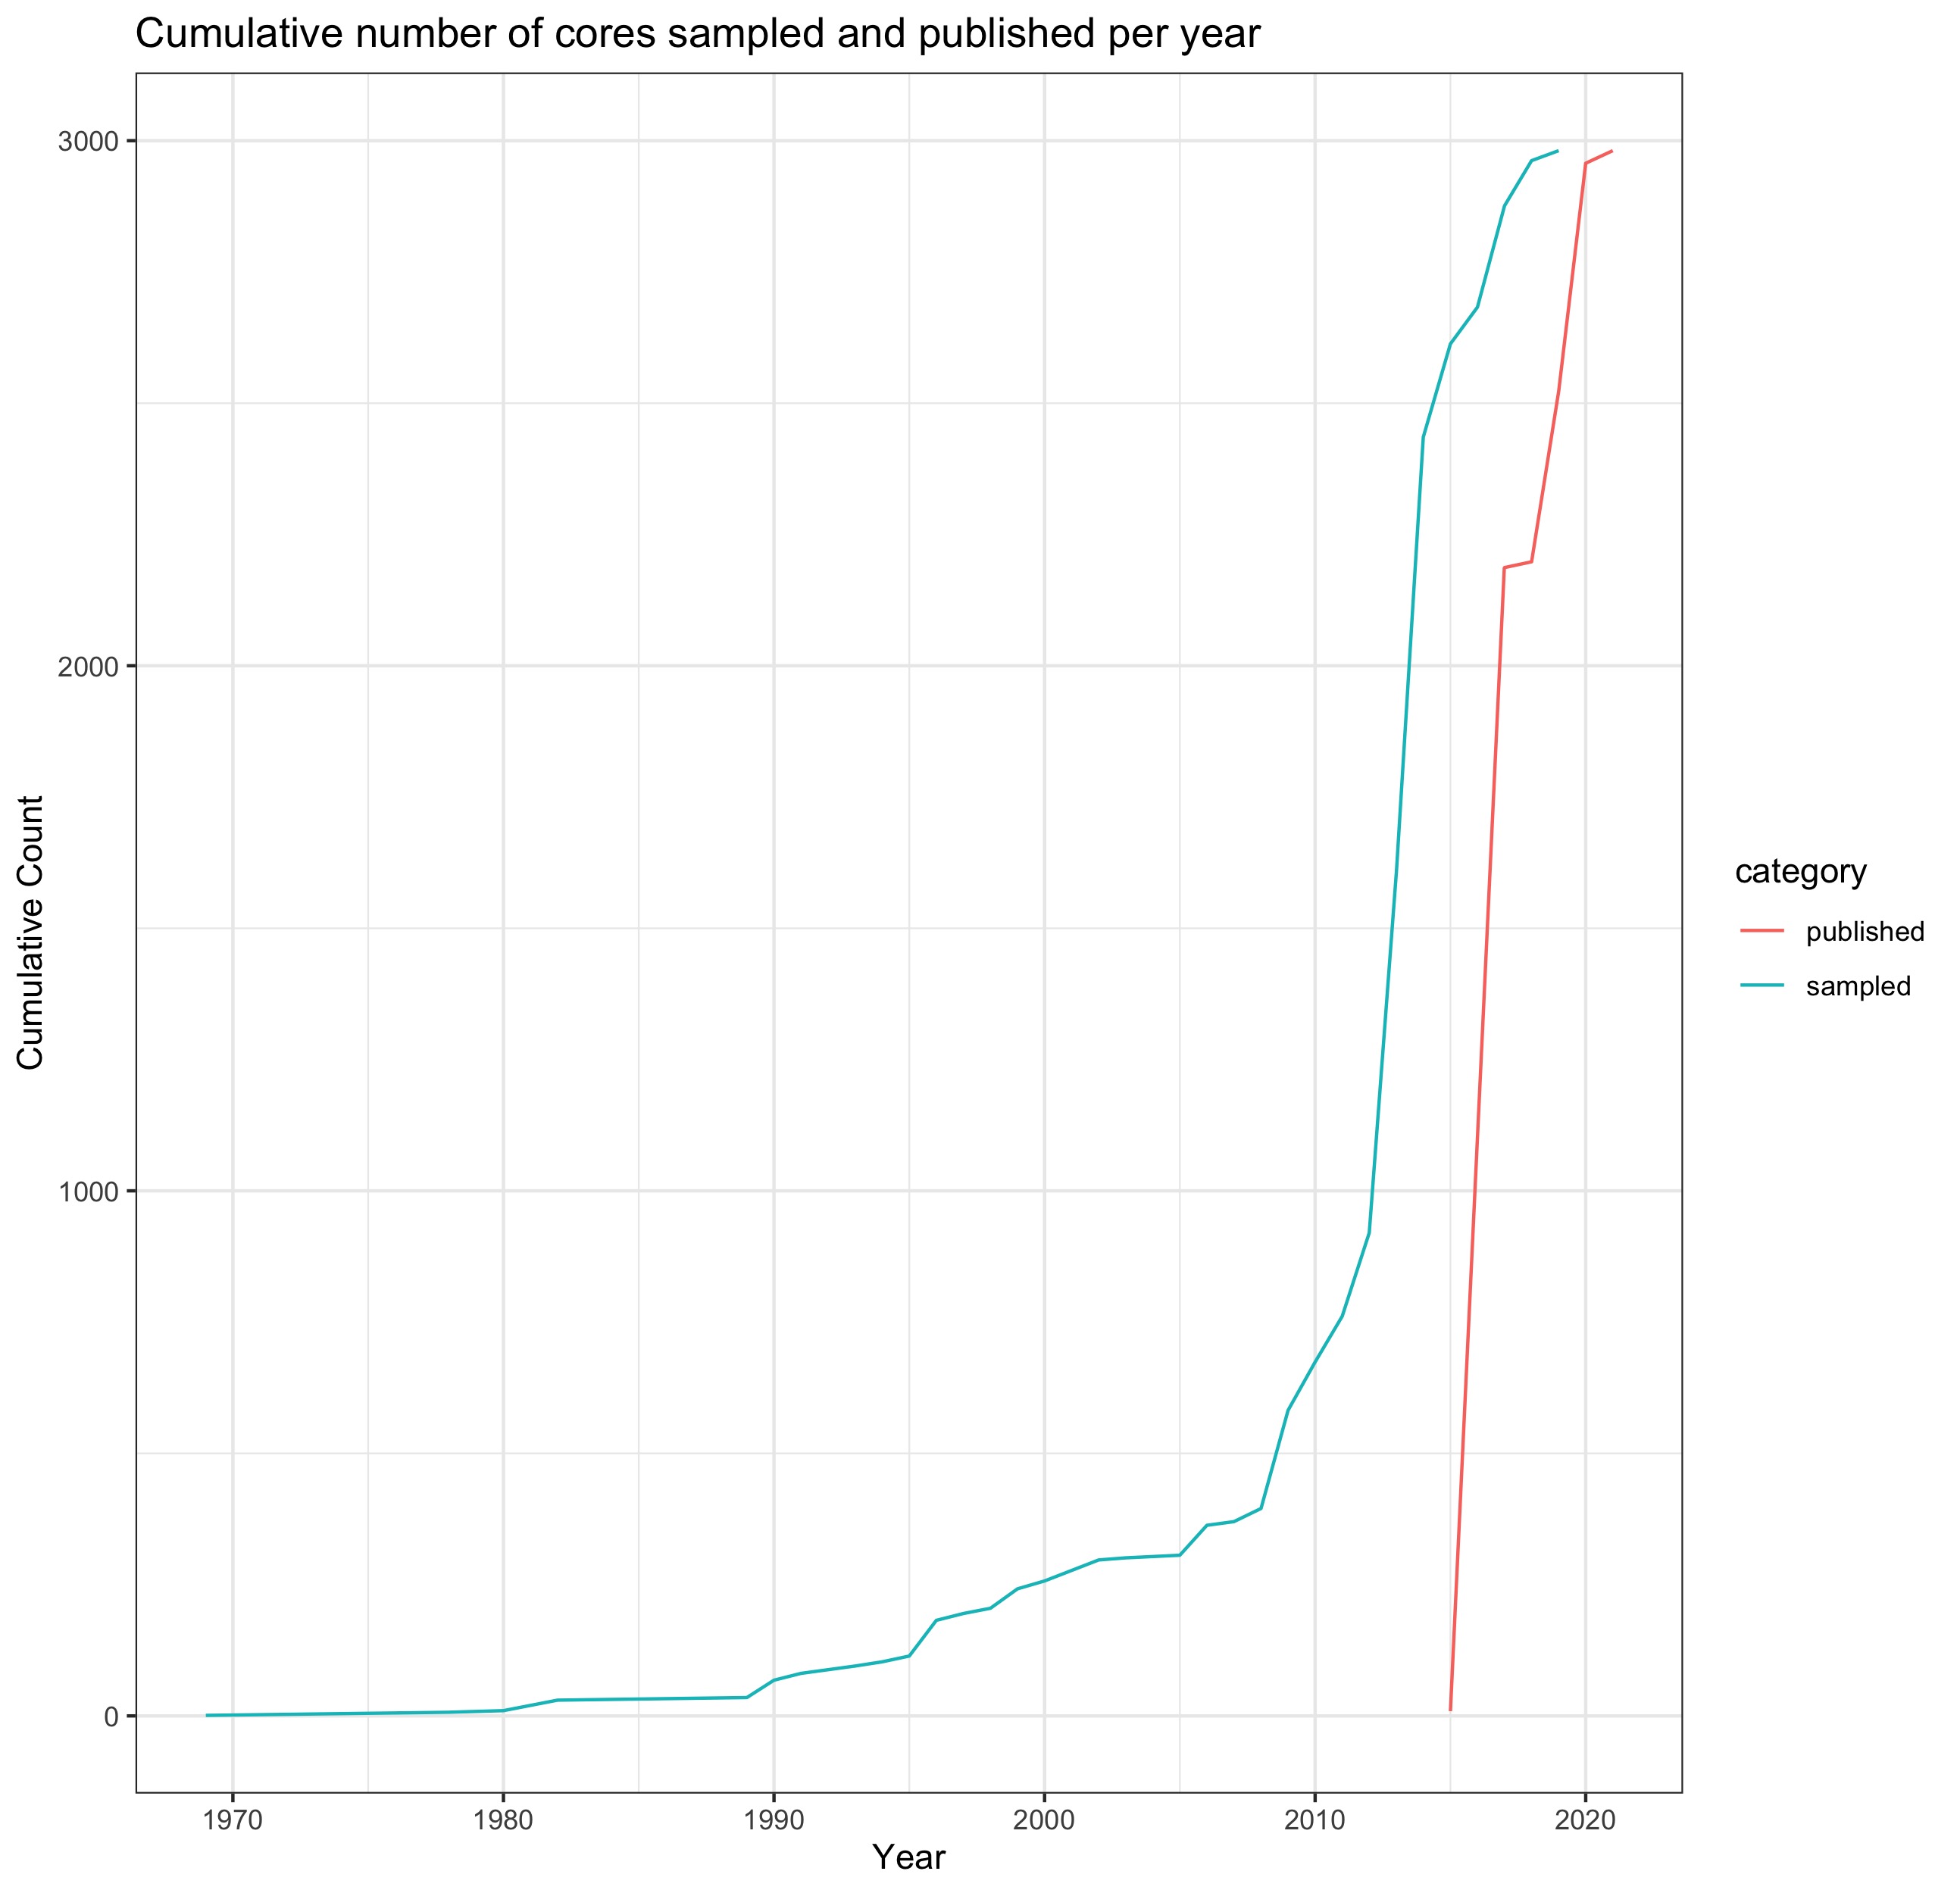 Cumulative number of cores sampled and published per year
3000
2000
1000
0
Cumulative Count
1970 1980 1990 2000 2010 2020
Year
category
published
sampled